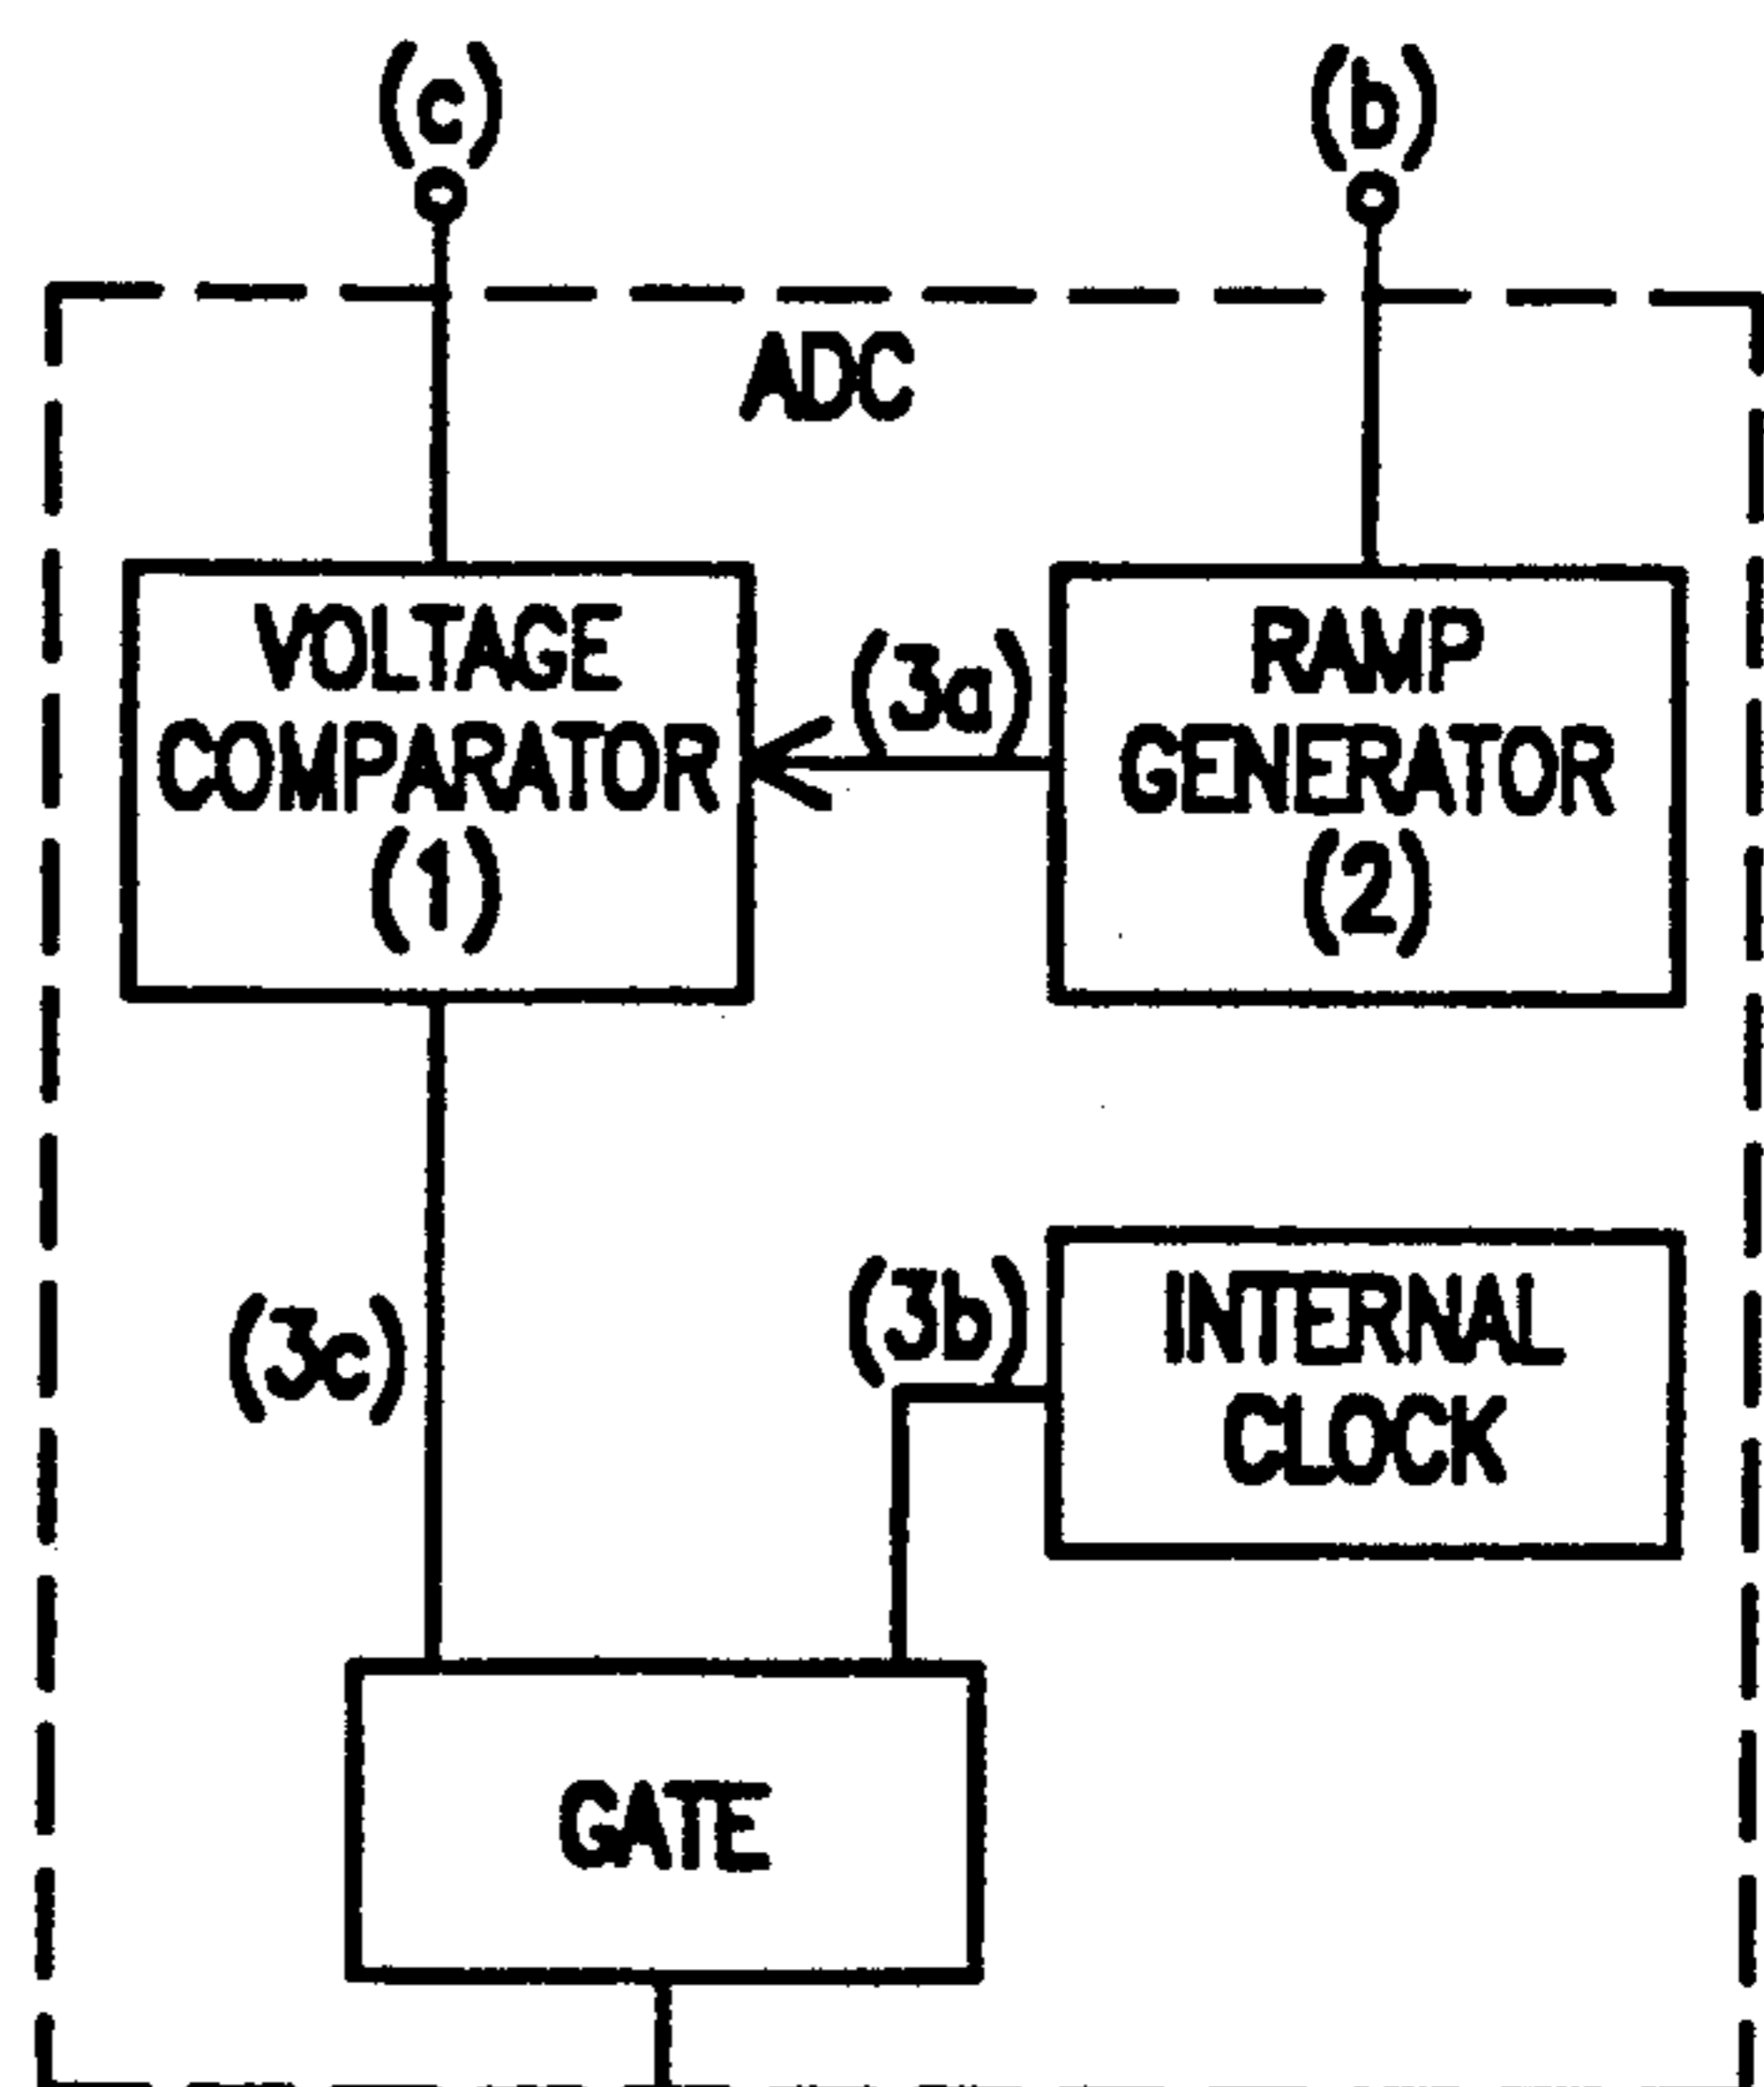 (c)
(b)
ADC
VOLTAGE
COMPARATOR
(1)
(3a)
RAMP
GENERATOR
(2)
(3c)
(3b)
INTERNAL
CLOCK
GATE